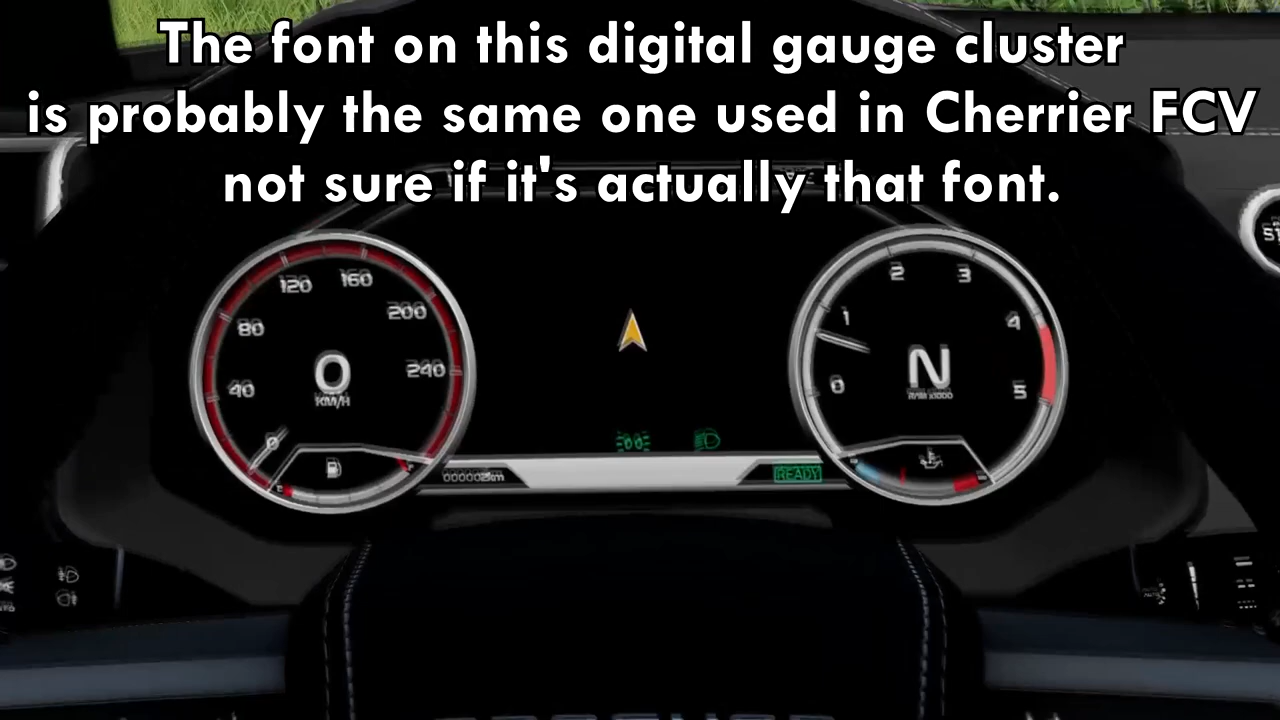 The font on this digital gauge cluster
is probably the same one used in Cherrier FCV
not sure if it's actually that font.
120 160
80 200
40 240
0
0
KM/H
2 3
1 4
0 5
N
READY
51